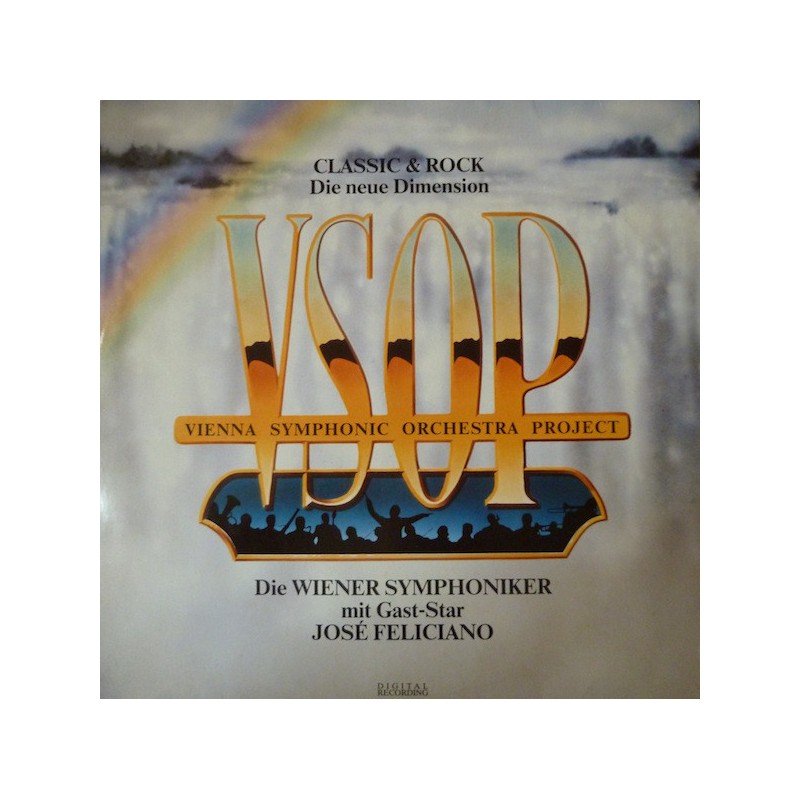 CLASSIC & ROCK
Die neue Dimension
VSOP
VIENNA SYMPHONIC ORCHESTRA PROJECT
Die WIENER SYMPHONIKER
mit Gast-Star
JOSÉ FELICIANO
DIGITAL
RECORDING